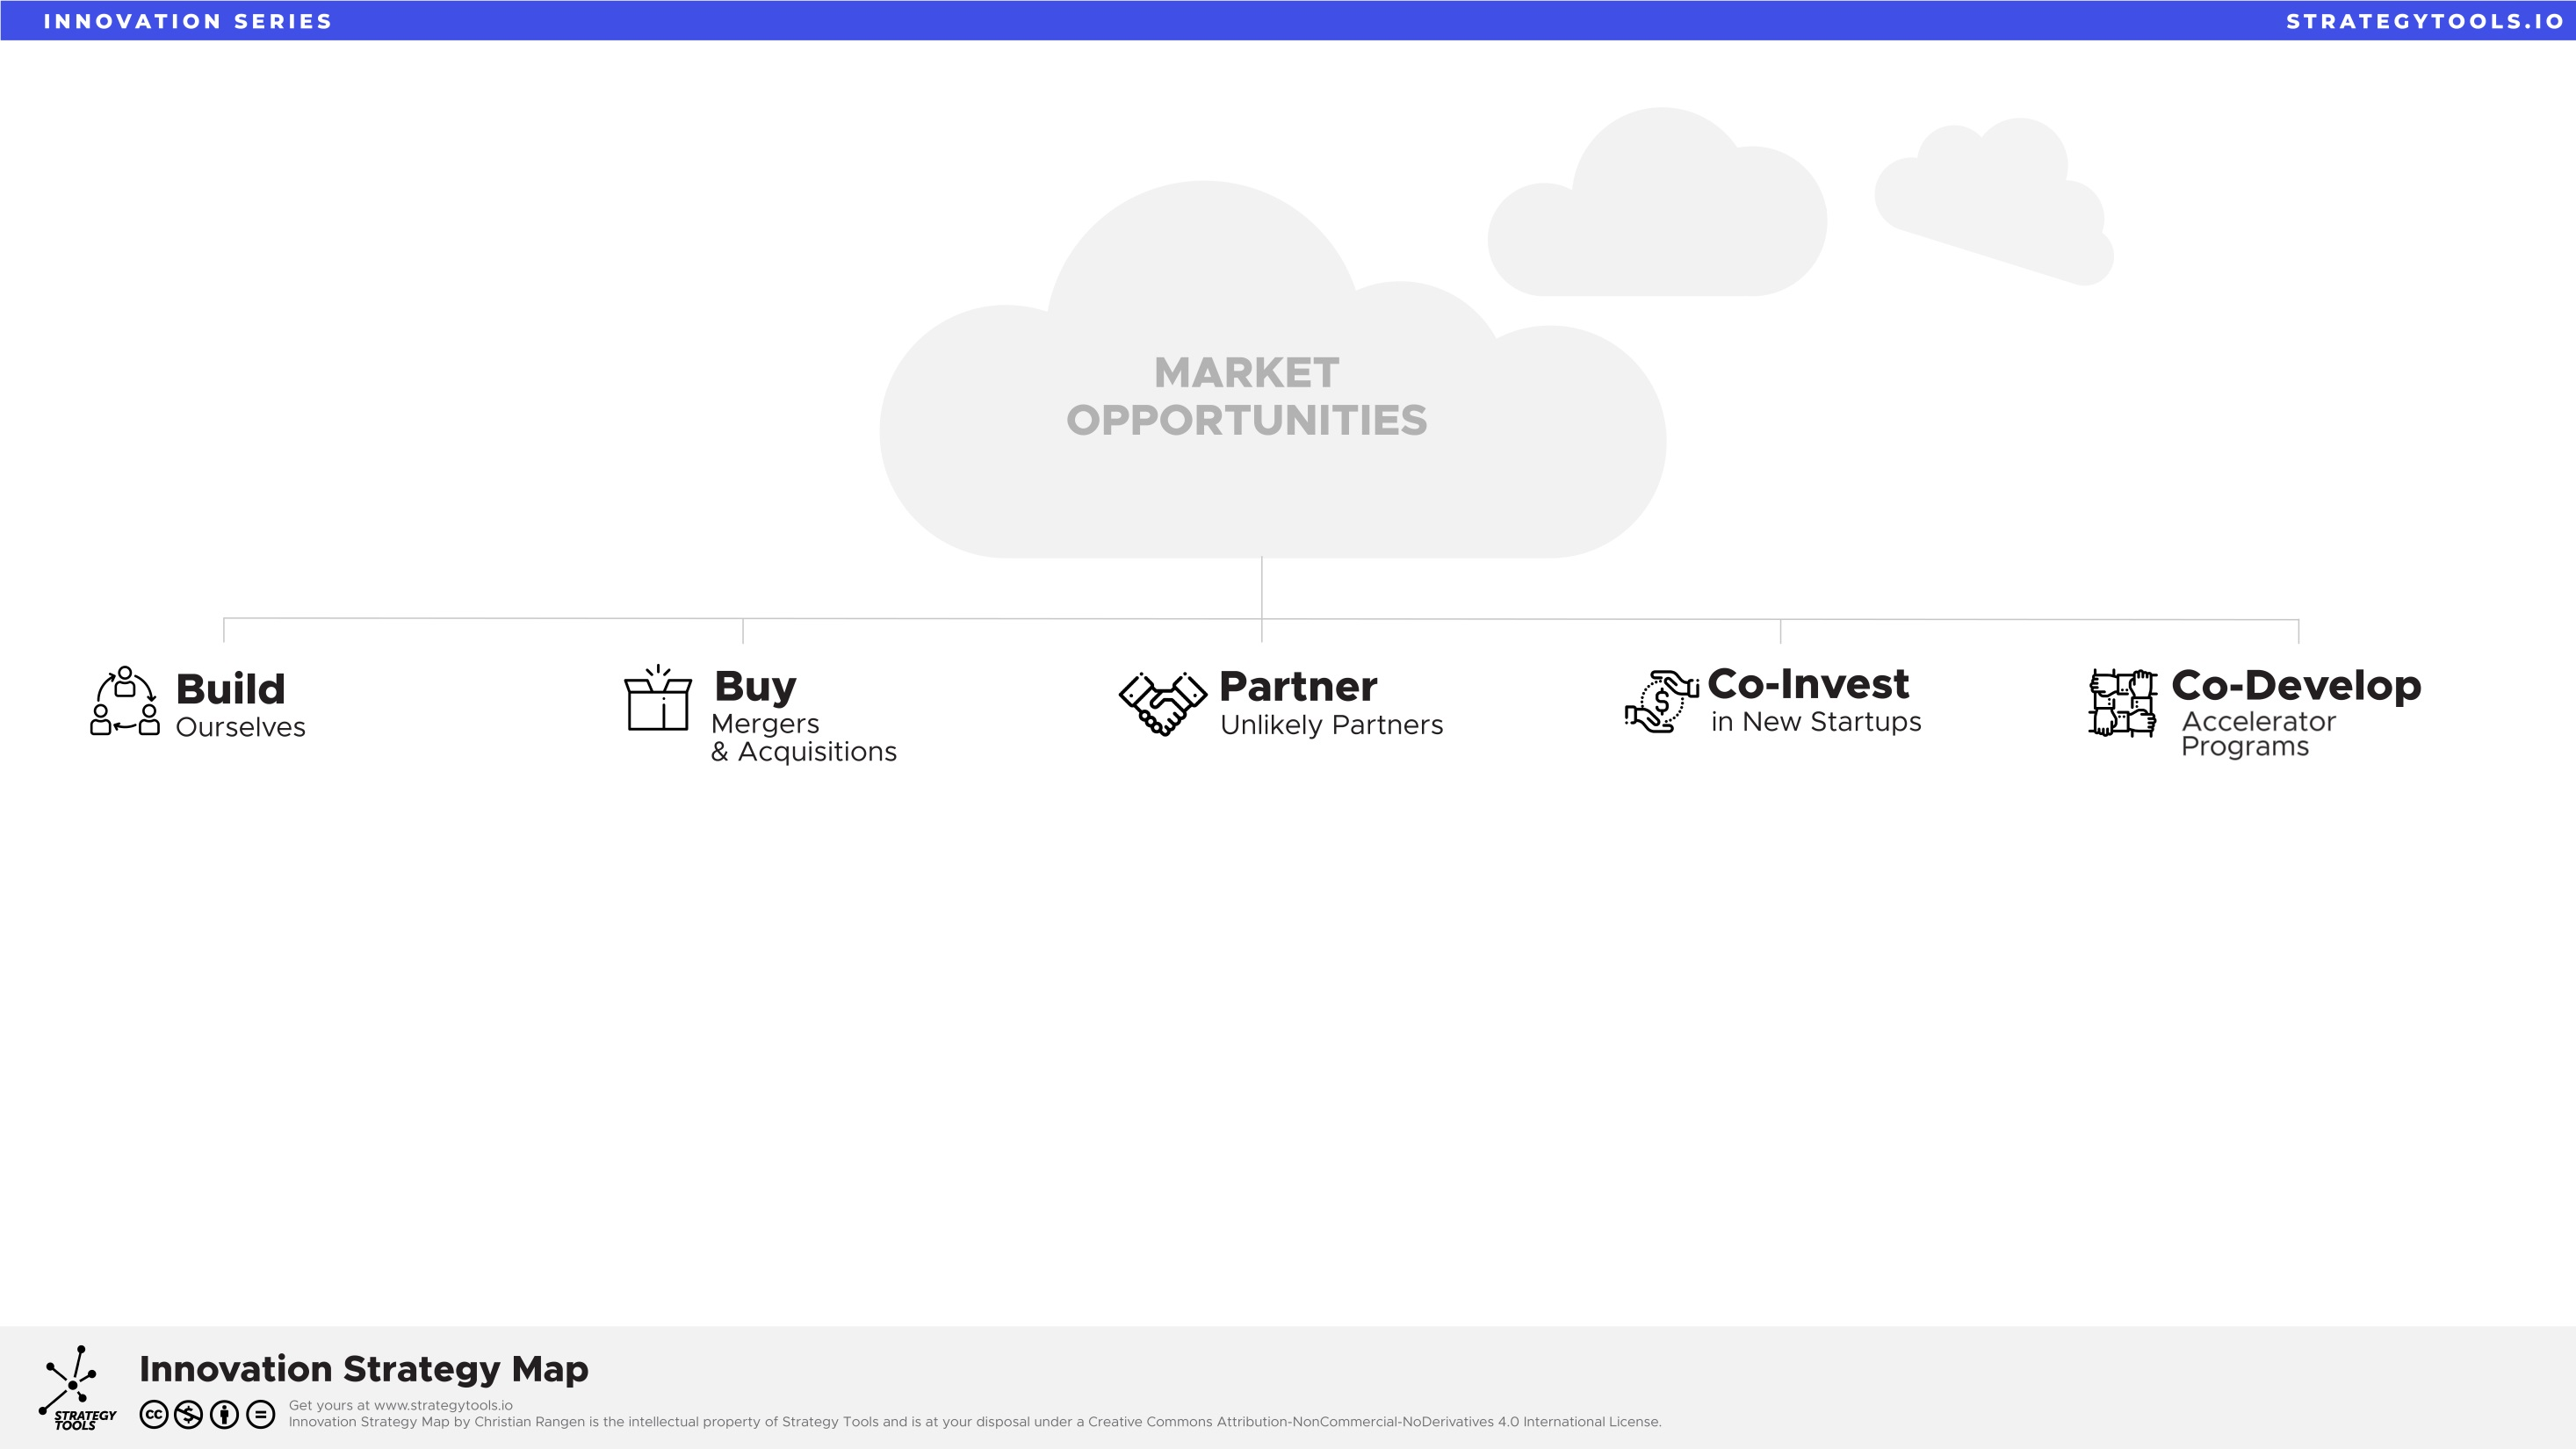 INNOVATION SERIES
STRATEGYTOOLS.IO
MARKET
OPPORTUNITIES
Build
Ourselves
Buy
Mergers
& Acquisitions
Partner
Unlikely Partners
$
Co-Invest
in New Startups
Co-Develop
Accelerator
Programs
STRATEGY
TOOLS
Innovation Strategy Map
cc $ =
Get yours at www.strategytools.io
Innovation Strategy Map by Christian Rangen is the intellectual property of Strategy Tools and is at your disposal under a Creative Commons Attribution-NonCommercial-NoDerivatives 4.0 International License.